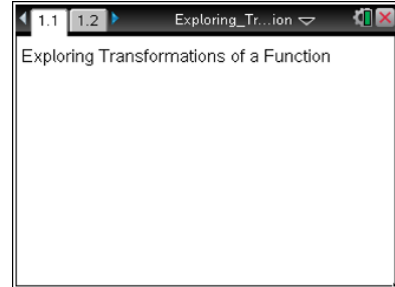 1.1 1.2 Exploring_Tr...ion
Exploring Transformations of a Function